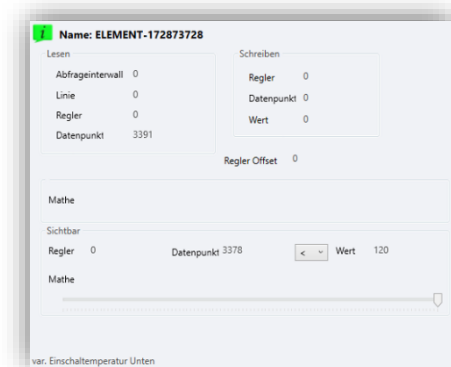 i Name: ELEMENT-172873728
Lesen
Abfrageinterwall 0
Linie 0
Regler 0
Datenpunkt 3391
Schreiben
Regler 0
Datenpunkt 0
Wert 0
Regler Offset 0
Mathe
Sichtbar
Regler 0 Datenpunkt 3378 < Wert 120
Mathe
var. Einschaltemperatur Unten